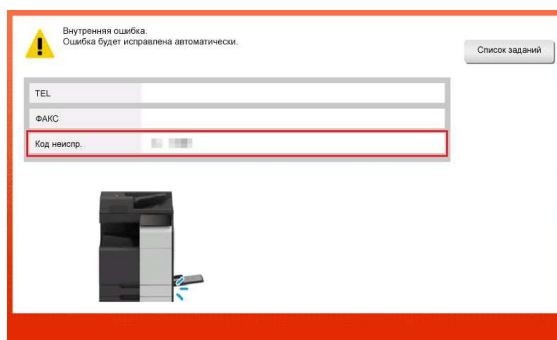 Внутренняя ошибка.
Ошибка будет исправлена автоматически.
Список заданий
TEL
ФАКС
Код неиспр.